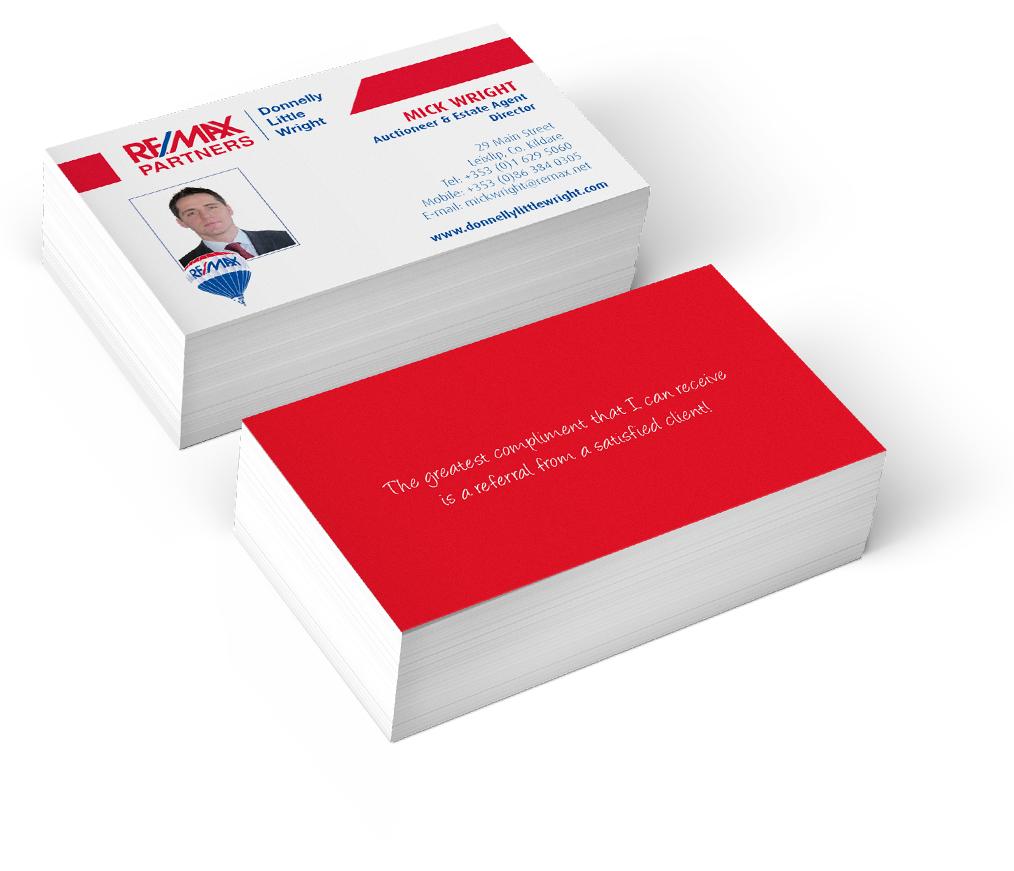 RE/MAX
PARTNERS
Donnelly
Little
Wright
MICK WRIGHT
Auctioneer & Estate Agent
Director
29 Main Street
Leixlip, Co. Kildare
Tel: +353 (0)1 629 5060
Mobile: +353 (0)86 384 0305
E-mail: mickwright@remax.net
www.donnellylittlewright.com
RE/MAX
The greatest compliment that I can receive
is a referral from a satisfied client!